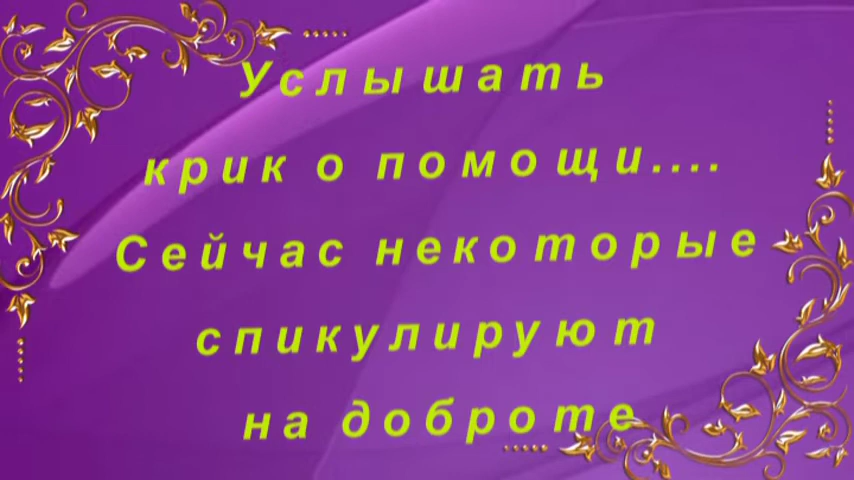 Услышать
крик о помощи....
Сейчас некоторые
спикулируют
на доброте